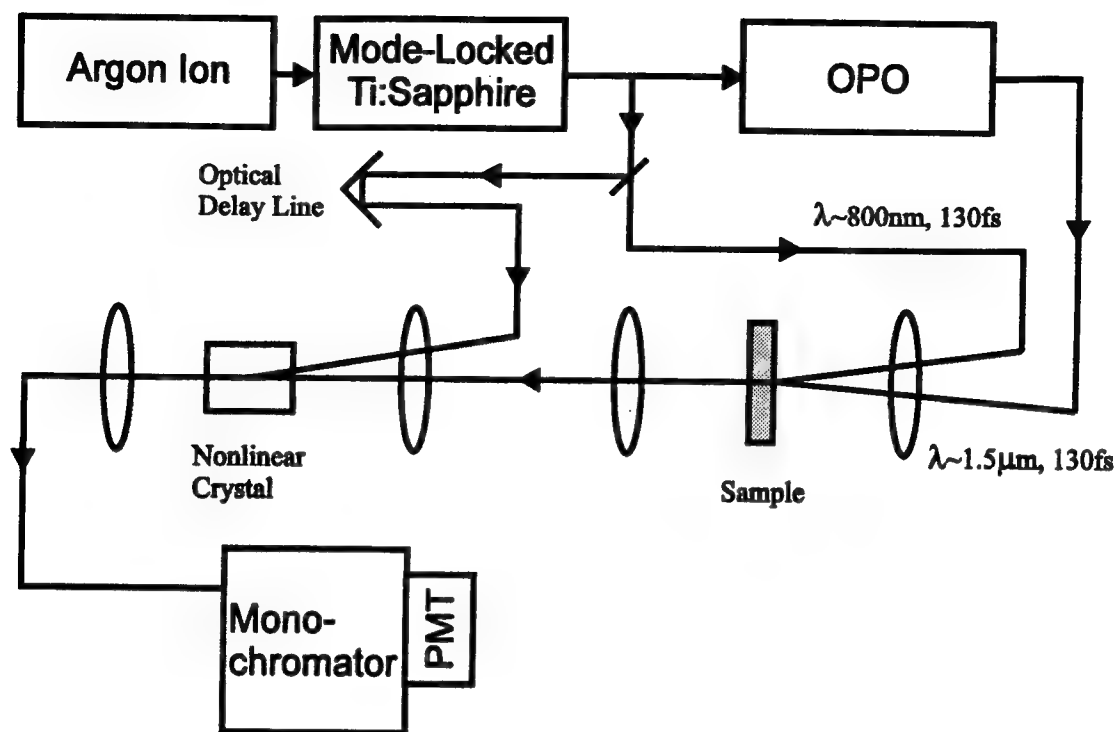 Argon Ion
Mode-Locked
Ti:Sapphire
OPO
Optical
Delay Line
λ~800nm, 130fs
λ~1.5μm, 130fs
Nonlinear
Crystal
Sample
Mono-
chromator
PMT